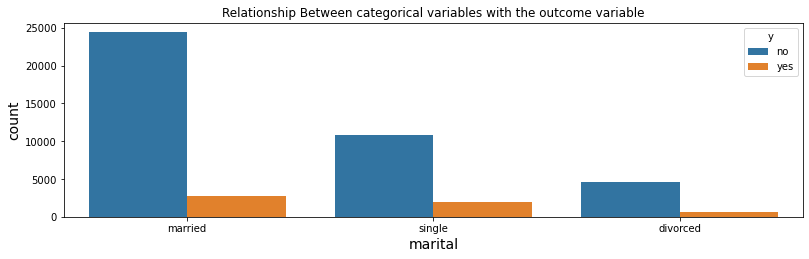 Relationship Between categorical variables with the outcome variable
y
no
yes
count
25000
20000
15000
10000
5000
0
married
single
divorced
marital